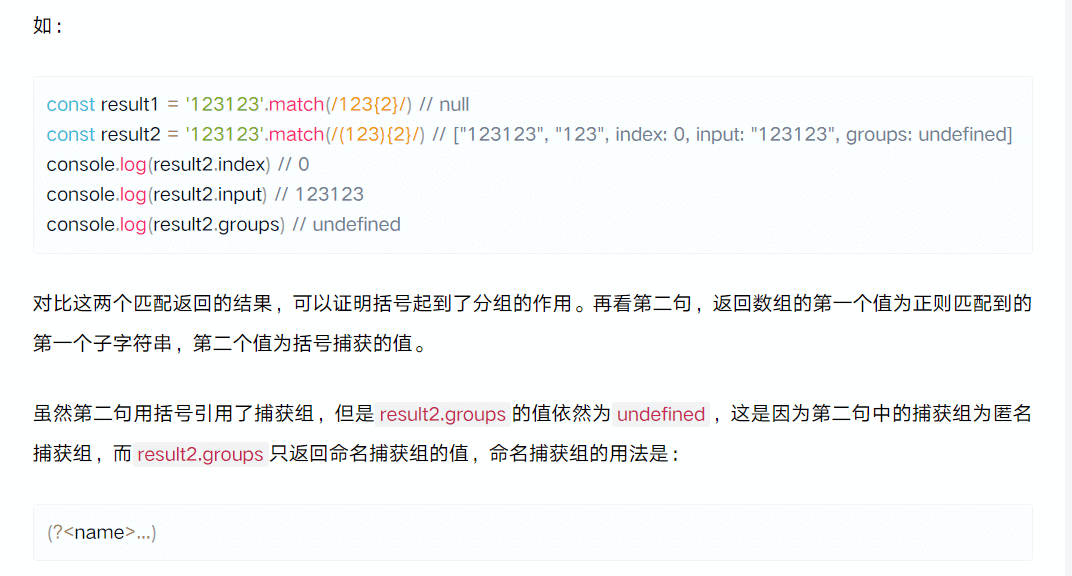 如：
const result1 = '123123'.match(/123{2}/) // null
const result2 = '123123'.match(/(123){2}/) // ["123123", "123", index: 0, input: "123123", groups: undefined]
console.log(result2.index) // 0
console.log(result2.input) // 123123
console.log(result2.groups) // undefined
对比这两个匹配返回的结果，可以证明括号起到了分组的作用。再看第二句，返回数组的第一个值为正则匹配到的
第一个子字符串，第二个值为括号捕获的值。
虽然第二句用括号引用了捕获组，但是 result2.groups 的值依然为 undefined ，这是因为第二句中的捕获组为匿名
捕获组，而 result2.groups 只返回命名捕获组的值，命名捕获组的用法是：
(?<name>...)